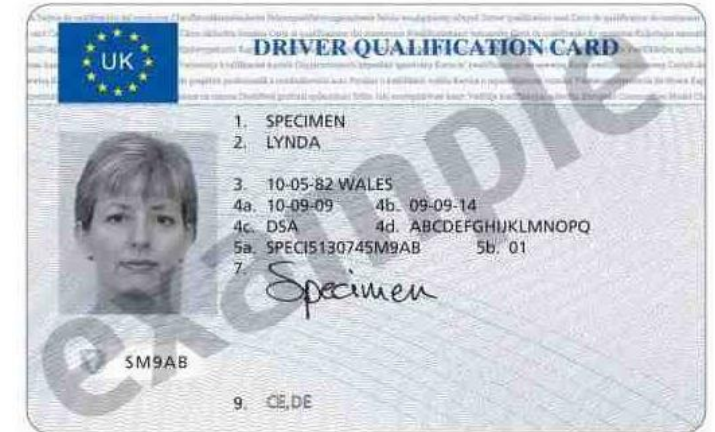 UK
DRIVER QUALIFICATION CARD
1. SPECIMEN
2. LYNDA
3. 10-05-82 WALES
4a. 10-09-09 4b. 09-09-14
4c. DSA 4d. ABCDEFGHIJKLMNOPQ
5a. SPECI5130745M9AB 5b. 01
7. Specimen
SM9AB
9. CE,DE
example